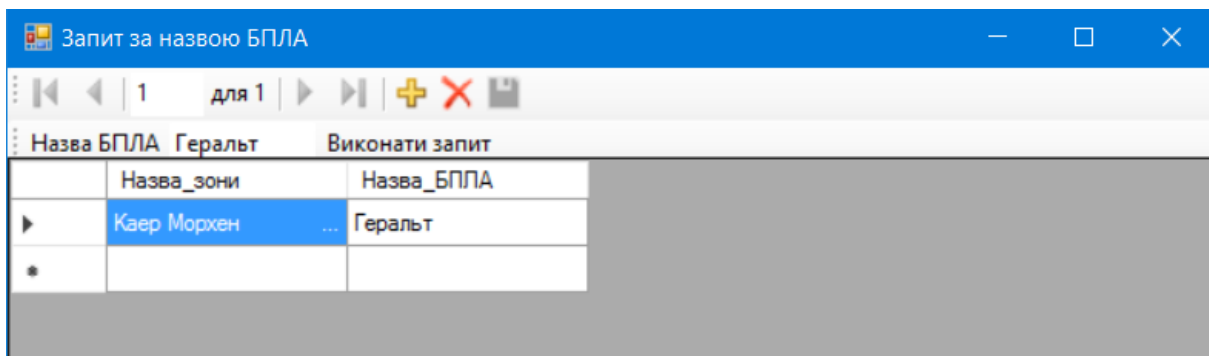 Запит за назвою БПЛА
1 для 1
Назва БПЛА Геральт Виконати запит
Назва_зони Назва_БПЛА
Каер Морхен ... Геральт